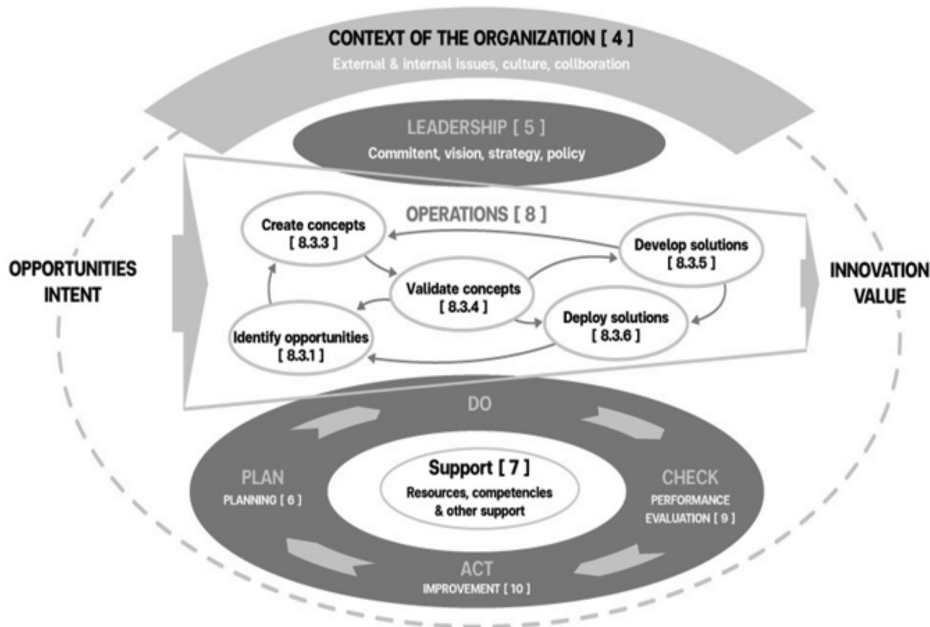 CONTEXT OF THE ORGANIZATION [ 4 ]
External & internal issues, culture, collboration
LEADERSHIP [ 5 ]
Commitent, vision, strategy, policy
OPERATIONS [ 8 ]
Create concepts
[ 8.3.3 ]
Develop solutions
[ 8.3.5 ]
OPPORTUNITIES
INTENT
Validate concepts
[ 8.3.4 ]
INNOVATION
VALUE
Identify opportunities
[ 8.3.1 ]
Deploy solutions
[ 8.3.6 ]
DO
Support [ 7 ]
Resources, competencies
& other support
PLAN
PLANNING [ 6 ]
CHECK
PERFORMANCE
EVALUATION [ 9 ]
ACT
IMPROVEMENT [ 10 ]